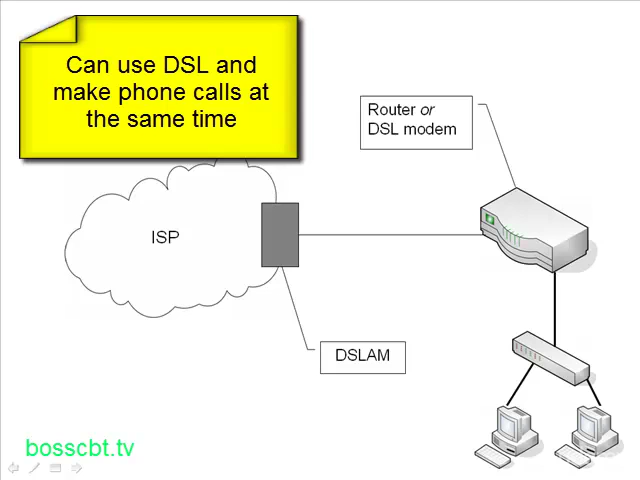 Can use DSL and
make phone calls at
the same time
Router or
DSL modem
ISP
DSLAM
bosscbt.tv